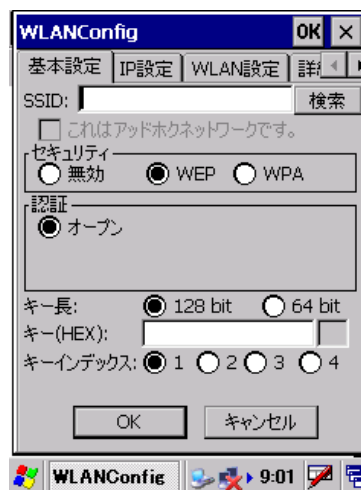 WLANConfig OK ×
基本設定 IP設定 WLAN設定
SSID: 検索
これはアッドホクネットワークです。
セキュリティ
無効 WEP WPA
認証
オープン
キー長: 128 bit 64 bit
キー(HEX):
キーインデックス: 1 2 3 4
OK キャンセル
WLANConfig 9:01